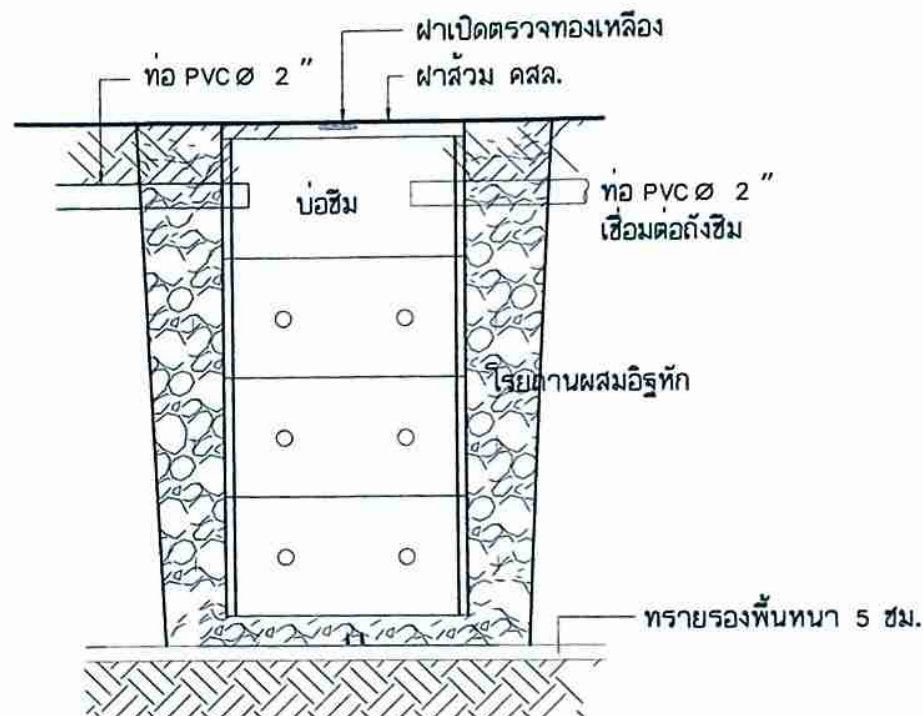 ฝาเปิดตรวจทองเหลือง
ท่อ PVC Ø 2 "
ฝาส้วม คสล.
บ่อซึม
ท่อ PVC Ø 2 "
เชื่อมต่อถังซึม
โรยถ่านผสมอิฐหัก
ทรายรองพื้นหนา 5 ซม.